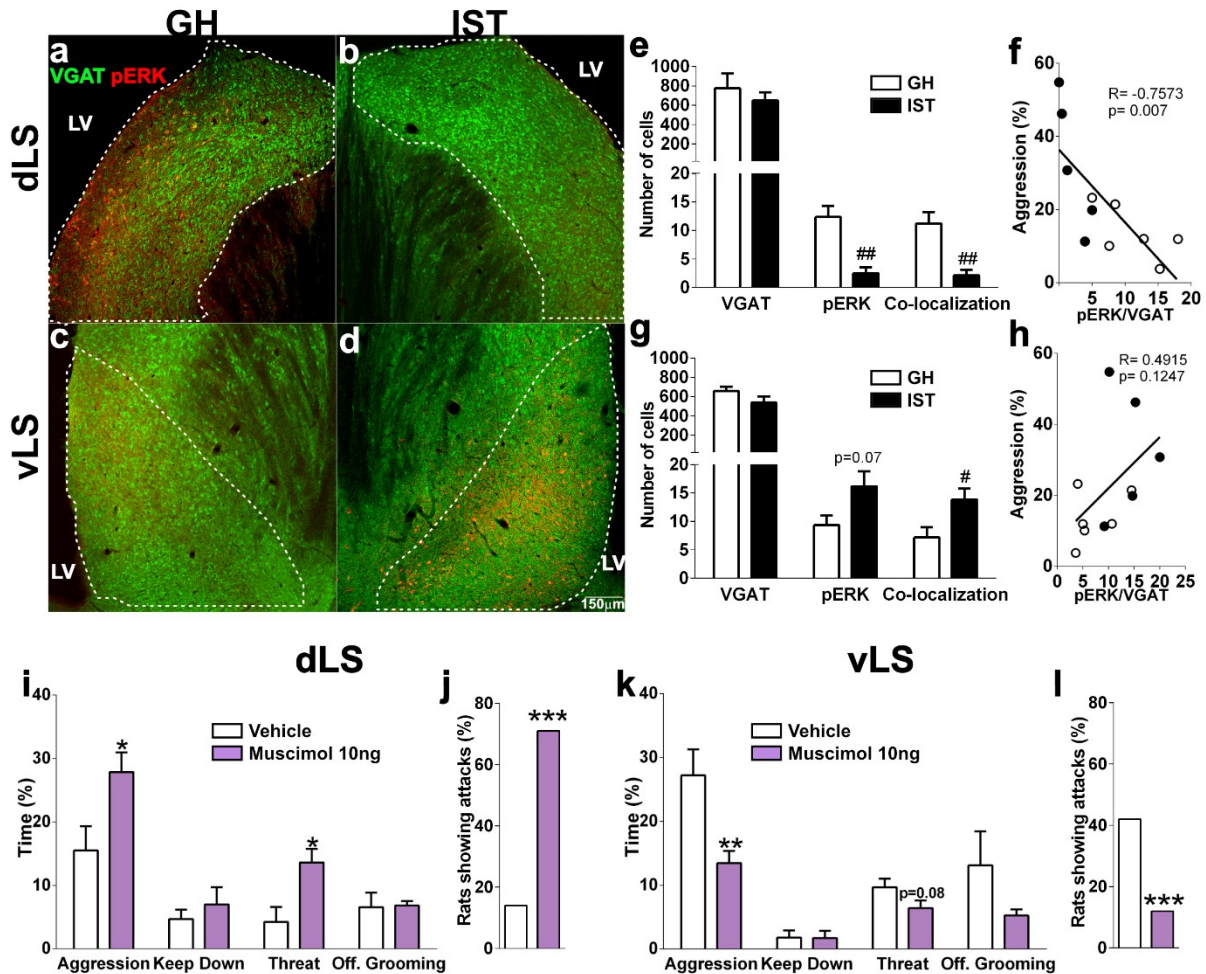 GH
IST
a
b
VGAT pERK
LV
LV
dLS
c
d
vLS
LV
LV
150µm
e
1000
800
600
400
200
20
15
10
5
0
Number of cells
GH
IST
##
##
VGAT
pERK
Co-localization
f
60
40
20
0
Aggression (%)
R= -0.7573
p= 0.007
5
10
15
20
pERK/VGAT
g
1000
800
600
400
200
20
15
10
5
0
Number of cells
GH
IST
p=0.07
#
VGAT
pERK
Co-localization
h
60
40
20
0
Aggression (%)
R= 0.4915
p= 0.1247
0
5
10
15
20
25
pERK/VGAT
dLS
i
40
30
20
10
0
Time (%)
Vehicle
Muscimol 10ng
*
*
Aggression
Keep Down
Threat
Off. Grooming
j
80
60
40
20
0
Rats showing attacks (%)
***
vLS
k
40
30
20
10
0
Time (%)
Vehicle
Muscimol 10ng
**
p=0.08
Aggression
Keep Down
Threat
Off. Grooming
l
80
60
40
20
0
Rats showing attacks (%)
***